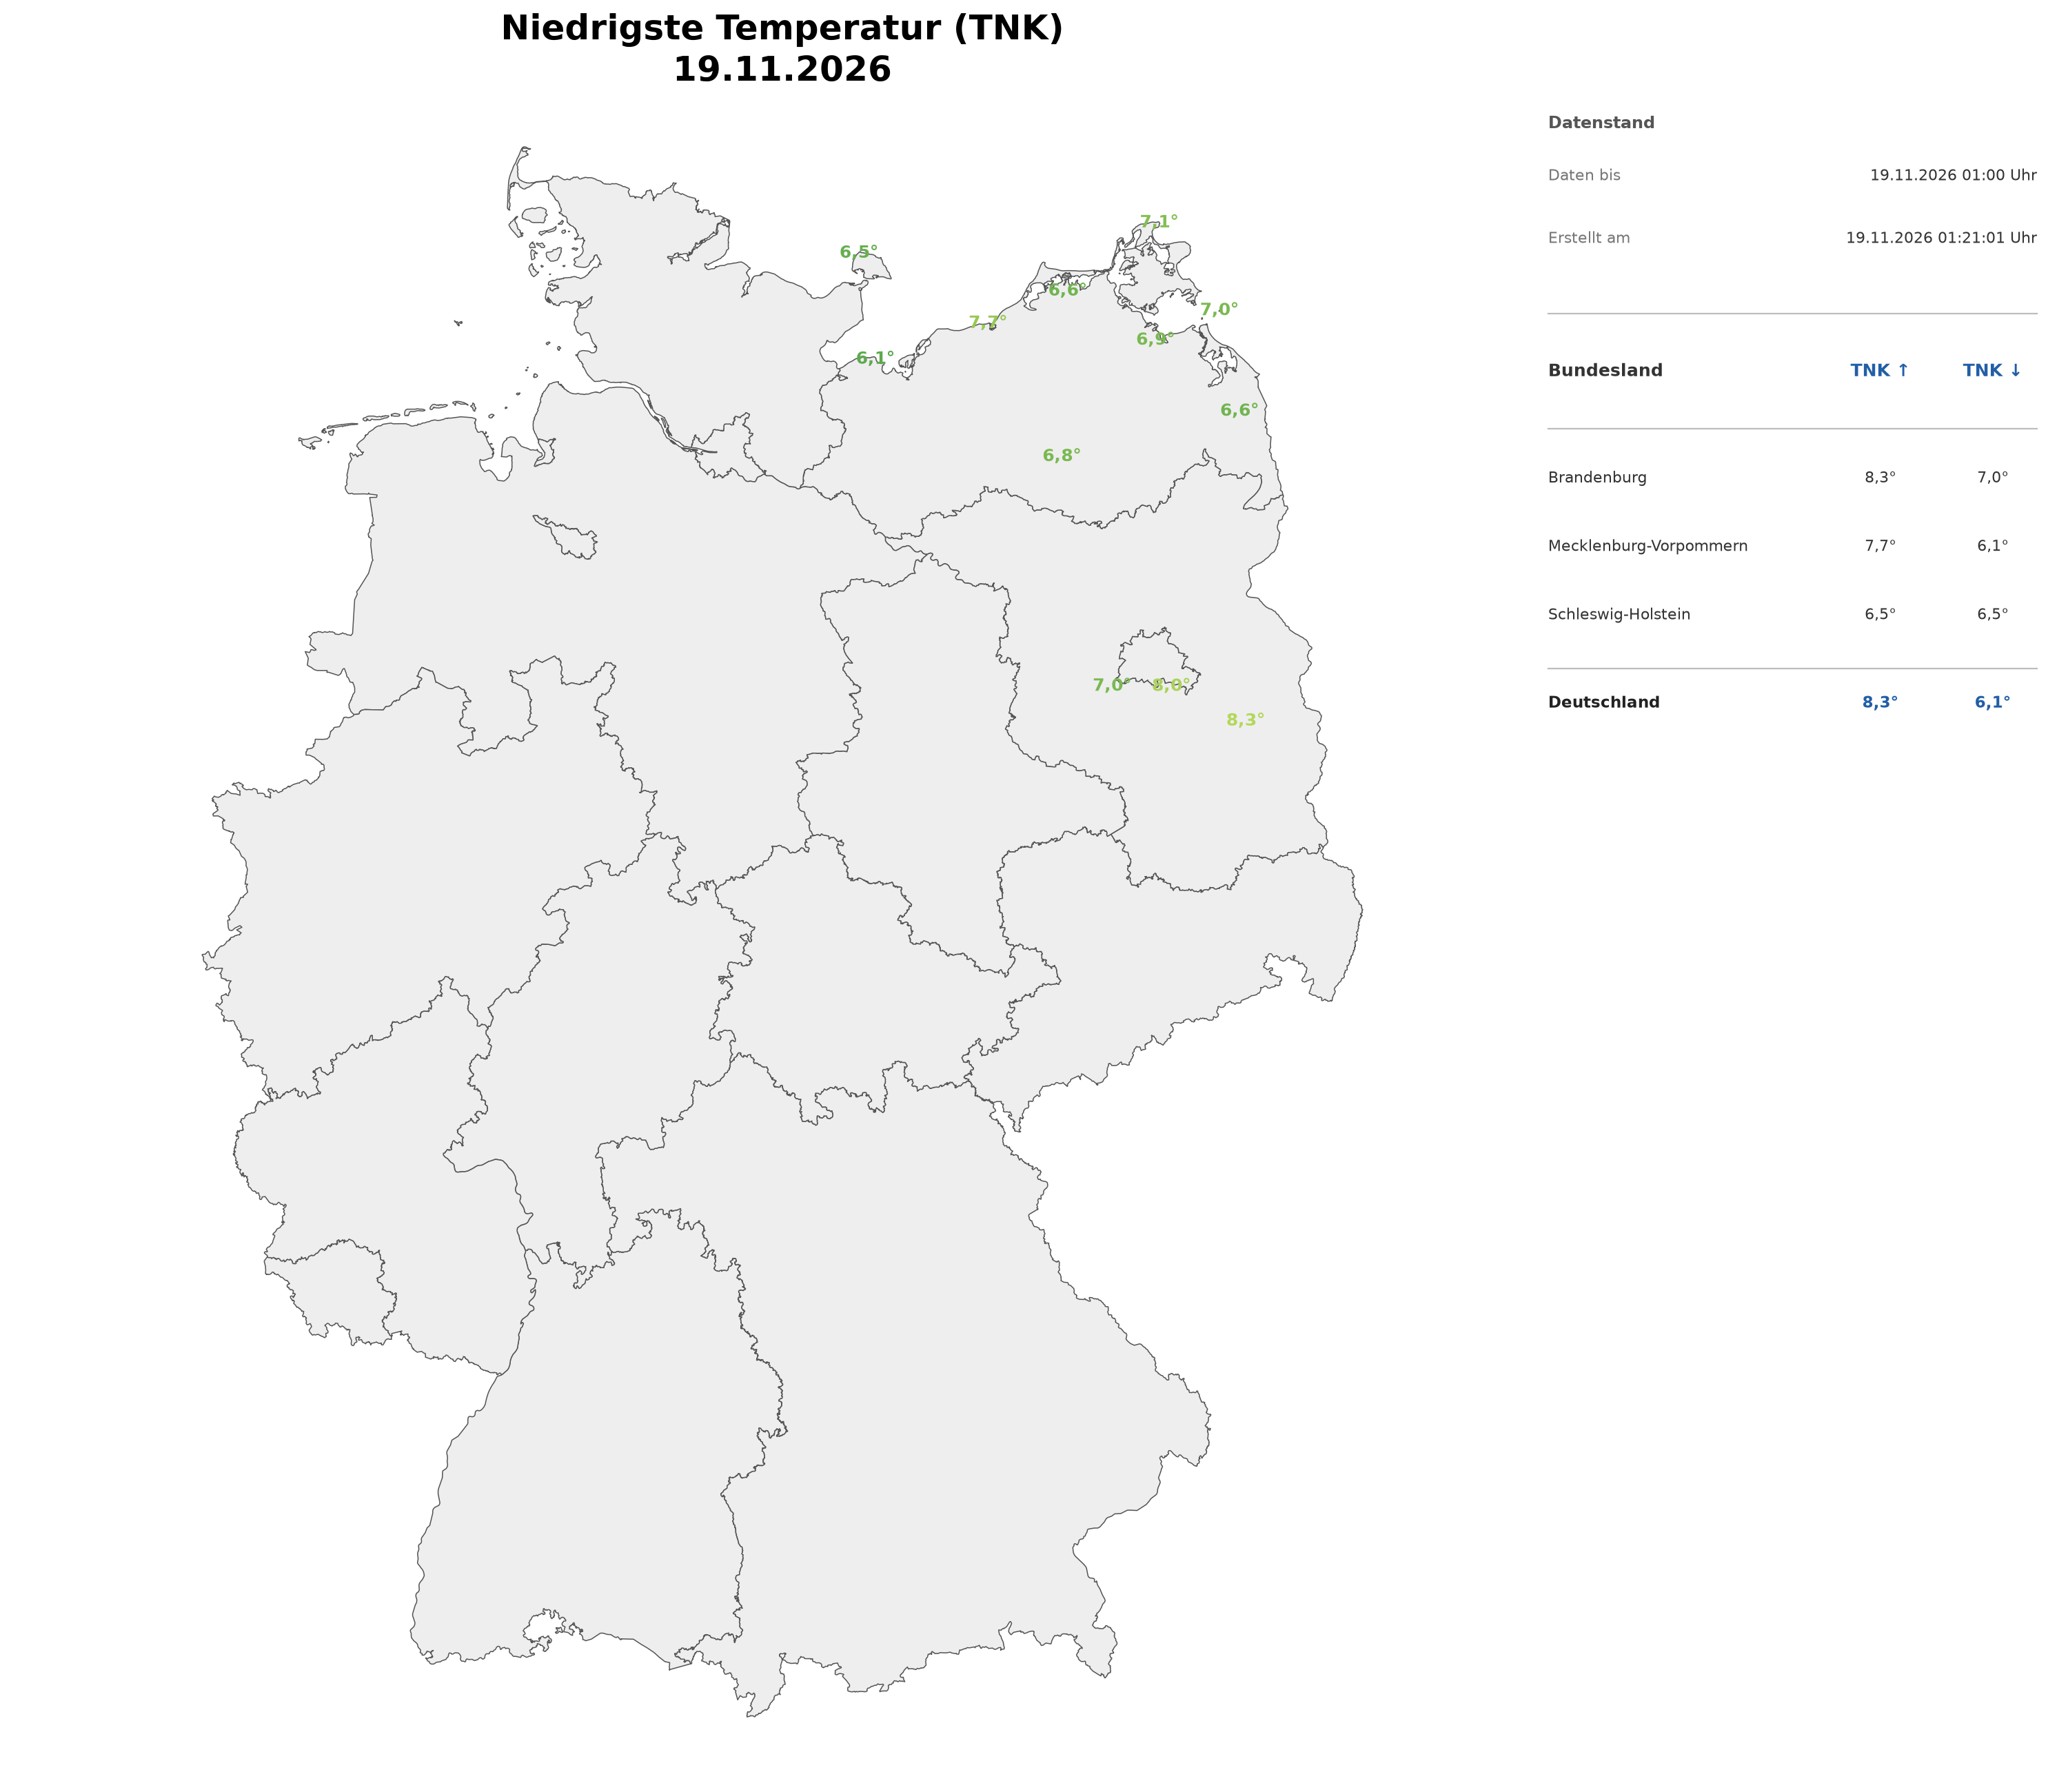 Niedrigste Temperatur (TNK)
19.11.2026
Datenstand
Daten bis 19.11.2026 01:00 Uhr
Erstellt am 19.11.2026 01:21:01 Uhr
Bundesland TNK ↑ TNK ↓
Brandenburg 8,3° 7,0°
Mecklenburg-Vorpommern 7,7° 6,1°
Schleswig-Holstein 6,5° 6,5°
Deutschland 8,3° 6,1°
7,1°
6,5°
6,6°
7,0°
7,7°
6,9°
6,1°
6,6°
6,8°
7,0° 8,0°
8,3°